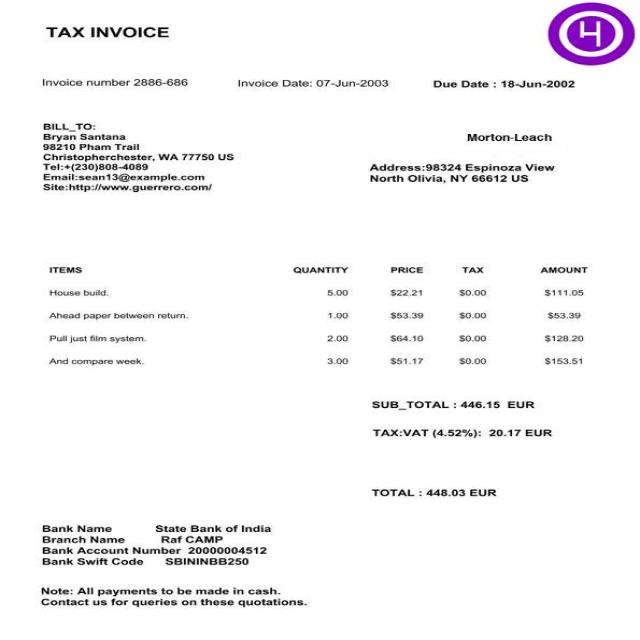 TAX INVOICE
4
Invoice number 2886-686 Invoice Date: 07-Jun-2003 Due Date : 18-Jun-2002
BILL_TO:
Bryan Santana
98210 Pham Trail
Christopherchester, WA 77750 US
Tel:+(230)808-4089
Email:sean13@example.com
Site:http://www.guerrero.com/
Morton-Leach
Address:98324 Espinoza View
North Olivia, NY 66612 US
ITEMS QUANTITY PRICE TAX AMOUNT
House build. 5.00 $22.21 $0.00 $111.05
Ahead paper between return. 1.00 $53.39 $0.00 $53.39
Pull just film system. 2.00 $64.10 $0.00 $128.20
And compare week. 3.00 $51.17 $0.00 $153.51
SUB_TOTAL : 446.15 EUR
TAX:VAT (4.52%): 20.17 EUR
TOTAL : 448.03 EUR
Bank Name State Bank of India
Branch Name Raf CAMP
Bank Account Number 20000004512
Bank Swift Code SBININBB250
Note: All payments to be made in cash.
Contact us for queries on these quotations.